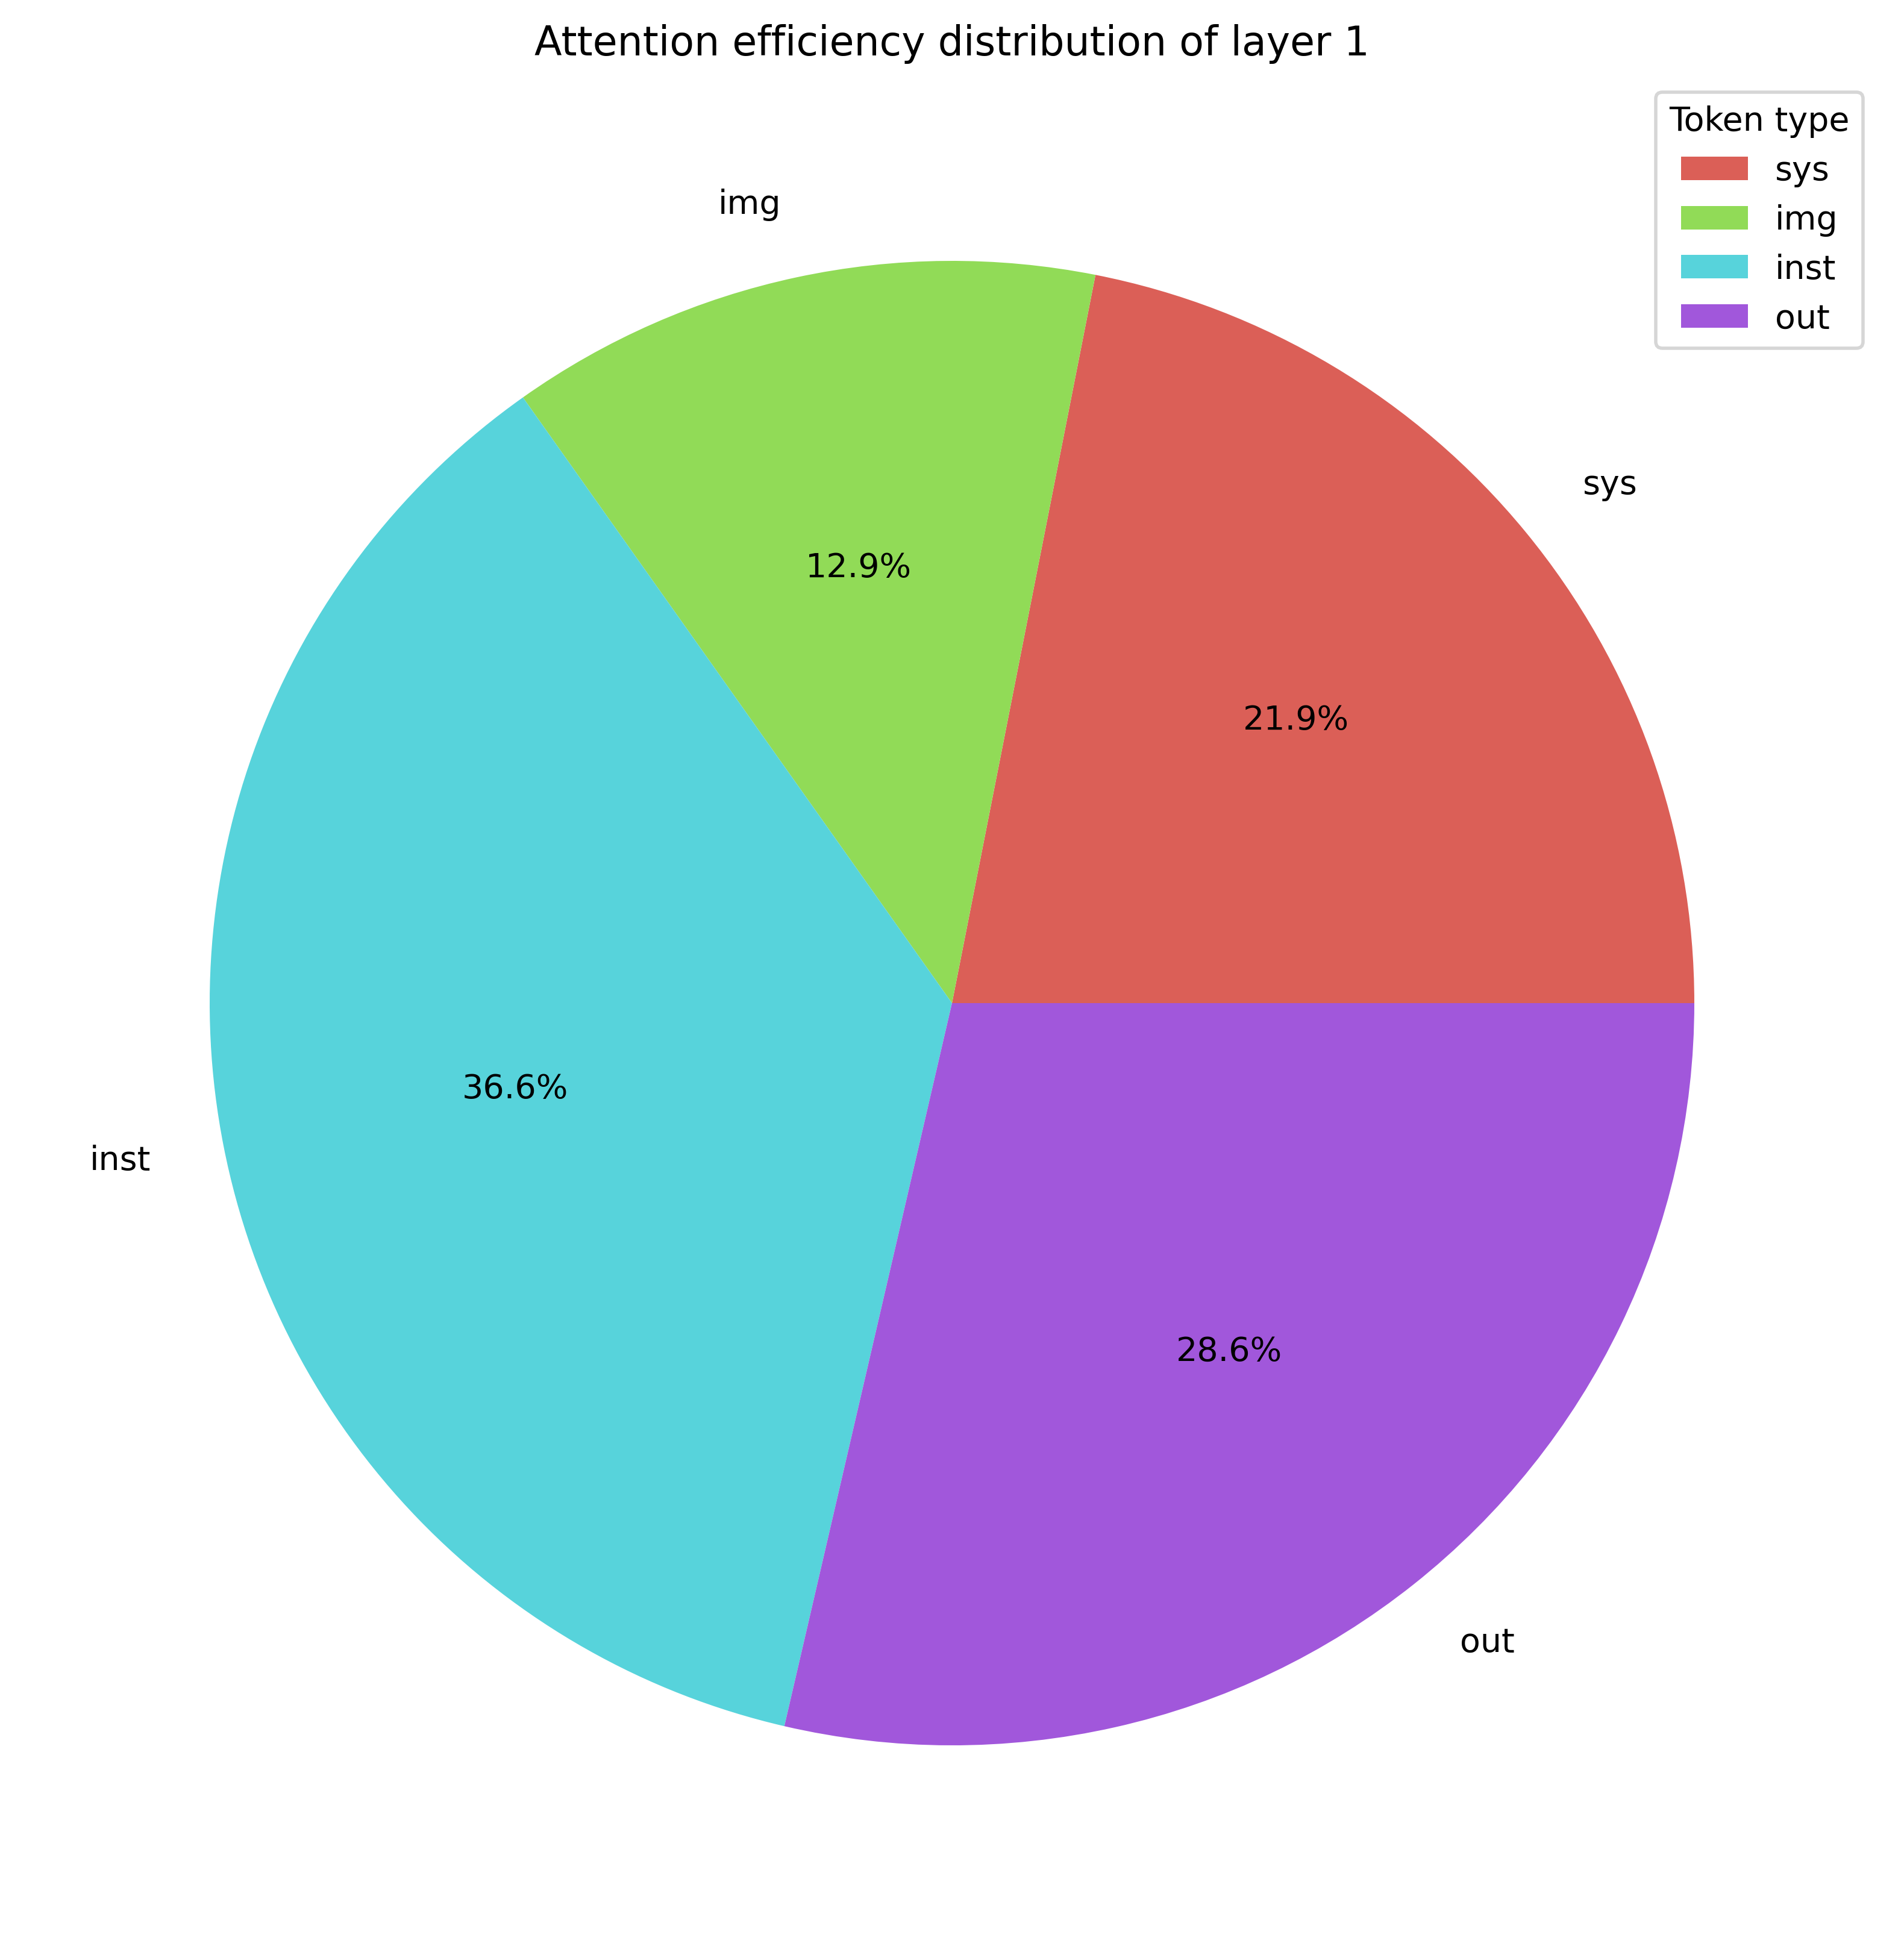 Attention efficiency distribution of layer 1
Token type
sys
img
inst
out
img
sys
12.9%
21.9%
36.6%
inst
28.6%
out